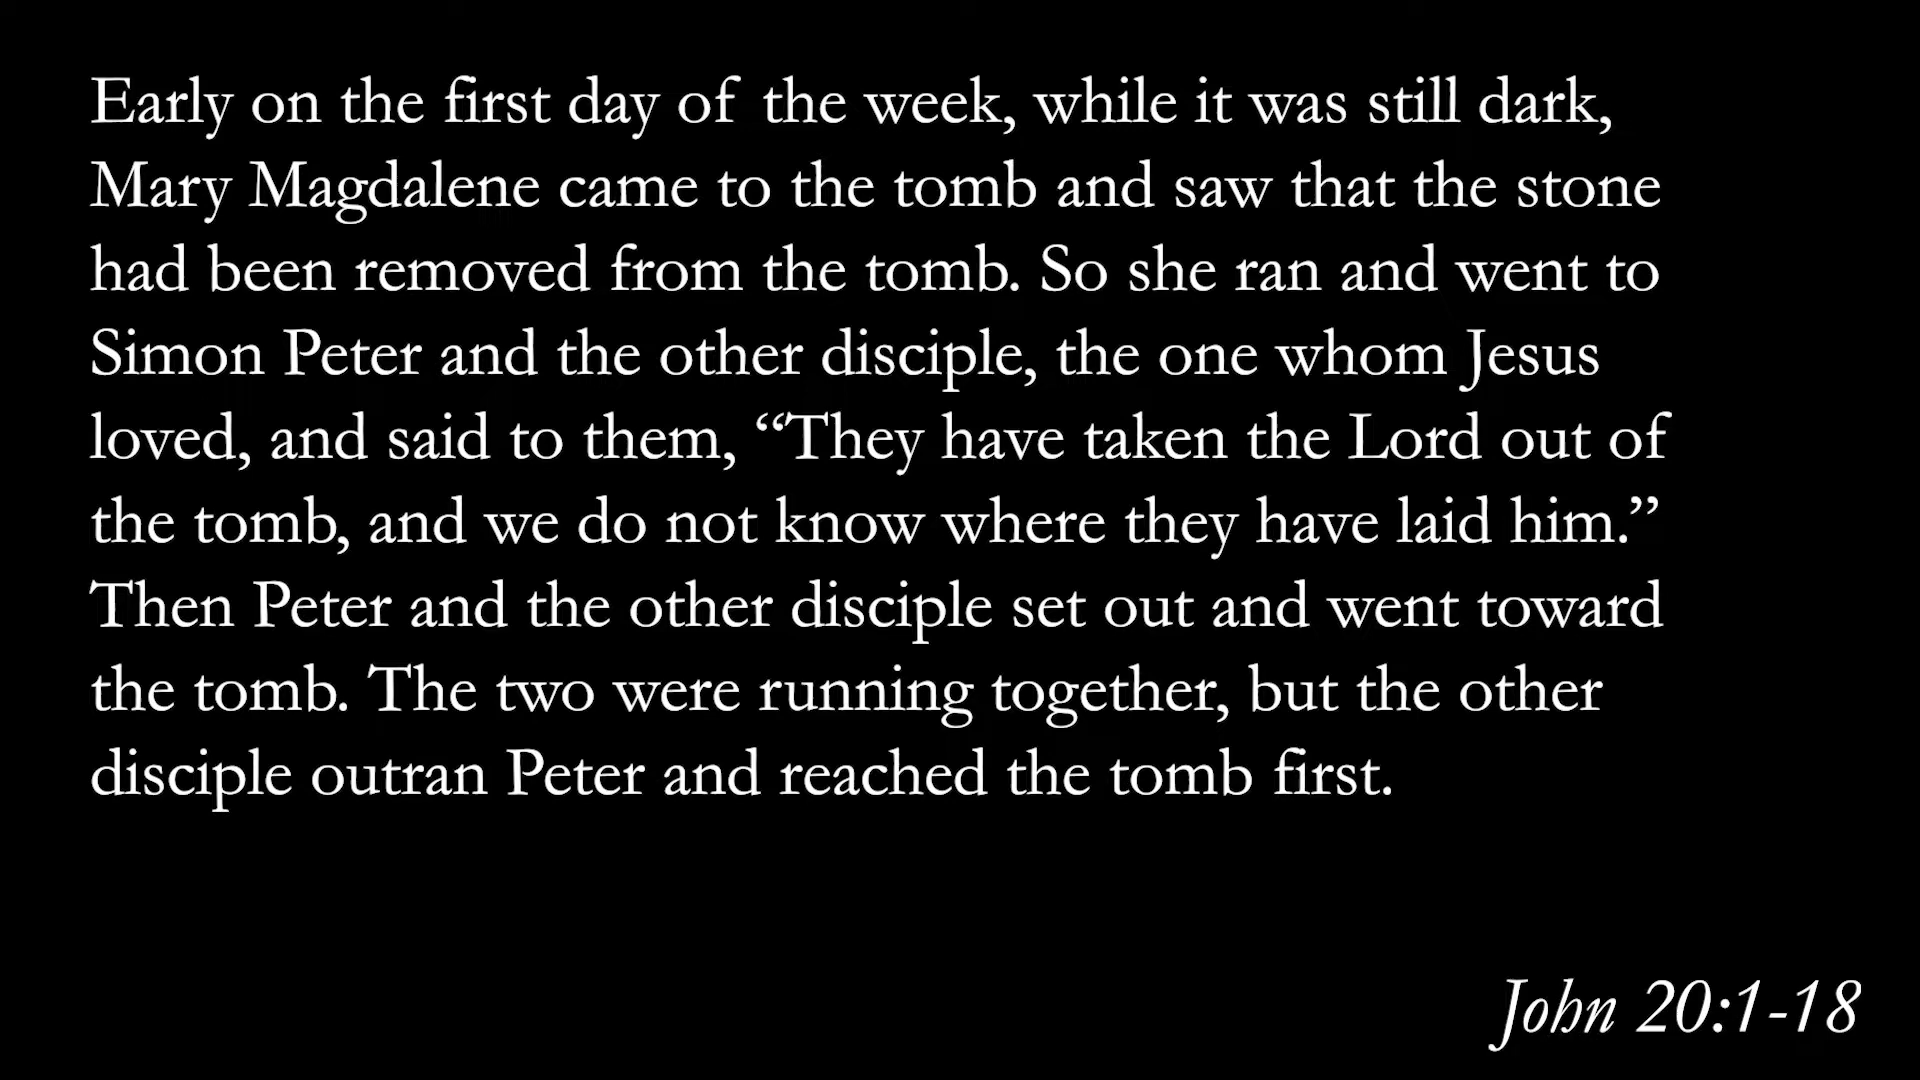 Early on the first day of the week, while it was still dark,
Mary Magdalene came to the tomb and saw that the stone
had been removed from the tomb. So she ran and went to
Simon Peter and the other disciple, the one whom Jesus
loved, and said to them, “They have taken the Lord out of
the tomb, and we do not know where they have laid him.”
Then Peter and the other disciple set out and went toward
the tomb. The two were running together, but the other
disciple outran Peter and reached the tomb first.
John 20:1-18